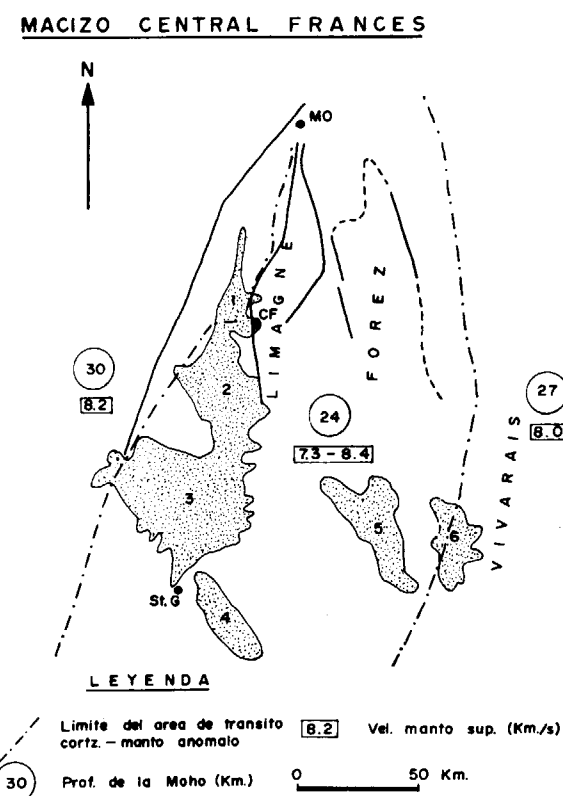 MACIZO CENTRAL FRANCES
N
MO
1
CF
LIMAGNE
FOREZ
30
8.2
2
24
7.3 - 8.4
27
8.0
VIVARAIS
3
5
6
St. G
4
LEYENDA
Limite del area de transito
cortz. - manto anomalo
8.2 Vel. manto sup. (Km./s)
30 Prof. de la Moho (Km.)
0 50 Km.